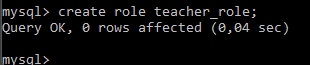 mysql> create role teacher_role;
Query OK, 0 rows affected (0,04 sec)
mysql>